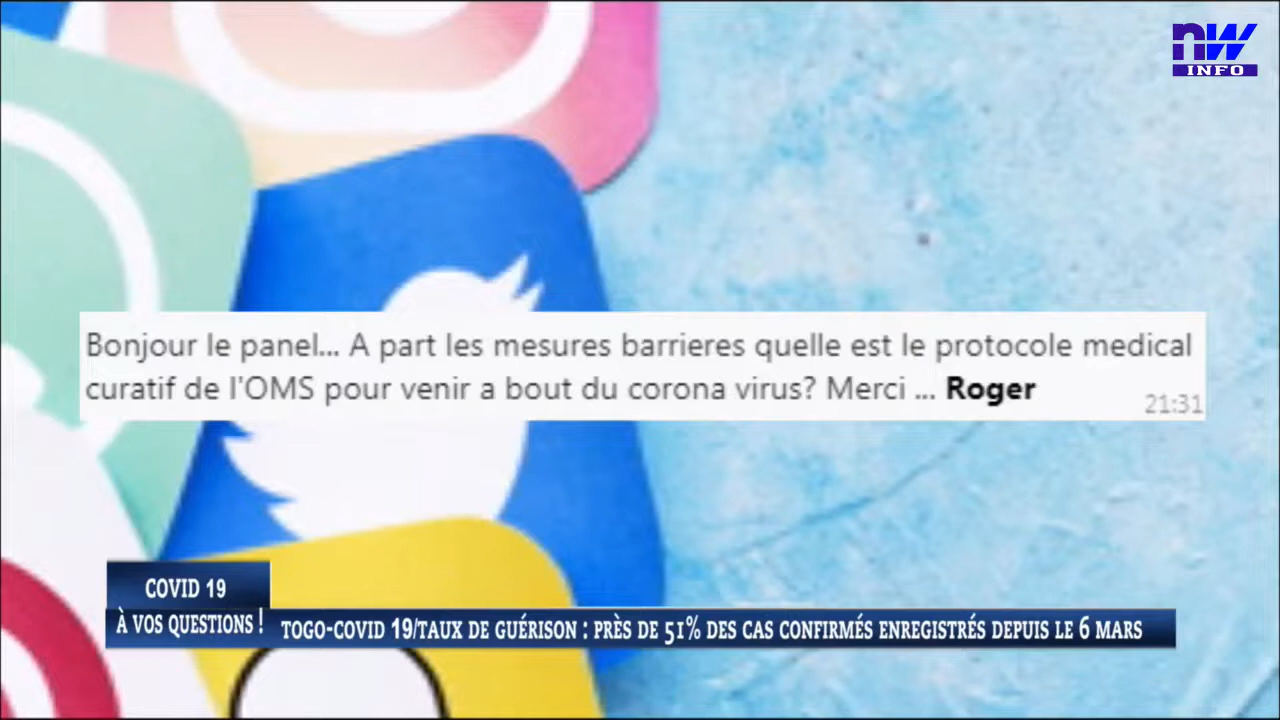 nw
INFO
Bonjour le panel... A part les mesures barrieres quelle est le protocole medical
curatif de l'OMS pour venir a bout du corona virus? Merci ... Roger
21:31
COVID 19
À VOS QUESTIONS !
TOGO-COVID 19/TAUX DE GUÉRISON : PRÈS DE 51% DES CAS CONFIRMÉS ENREGISTRÉS DEPUIS LE 6 MARS